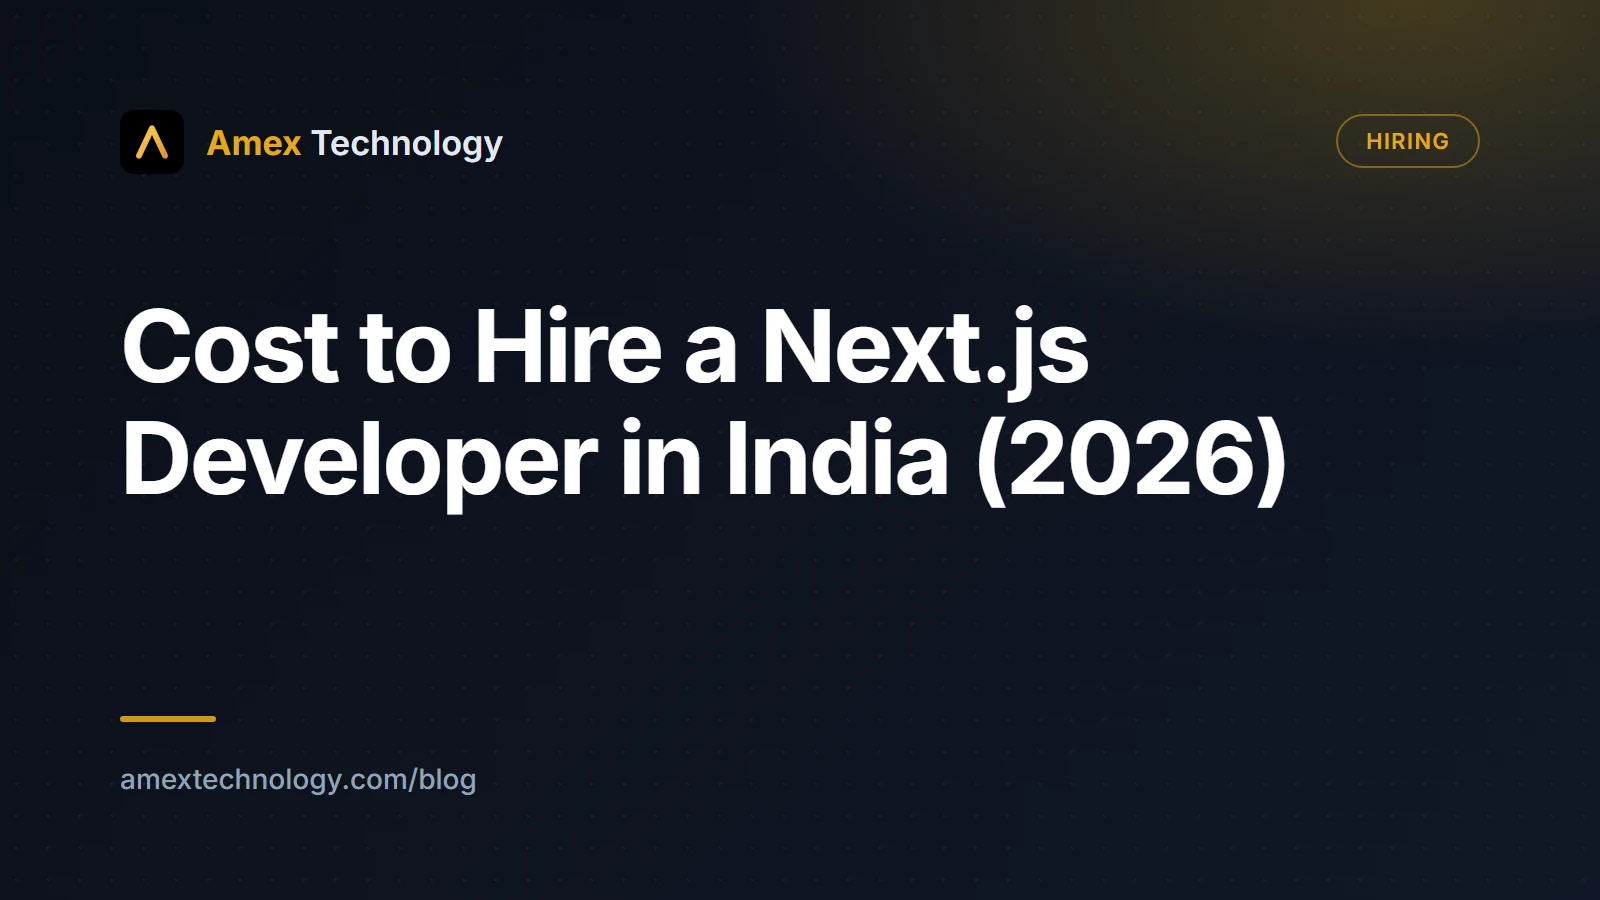 Amex Technology
HIRING
Cost to Hire a Next.js
Developer in India (2026)
amextechnology.com/blog